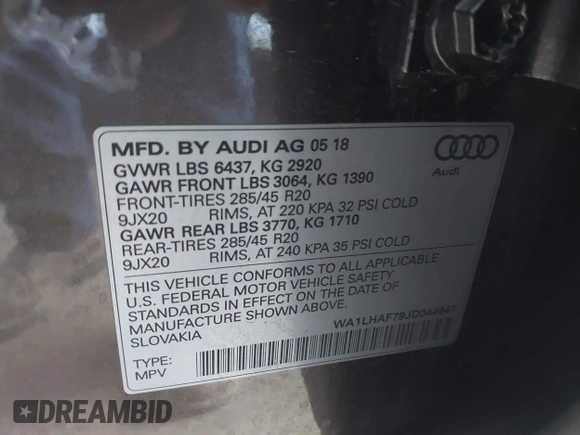 MFD. BY AUDI AG 05 18
GVWR LBS 6437, KG 2920
GAWR FRONT LBS 3064, KG 1390
FRONT-TIRES 285/45 R20
9JX20 RIMS, AT 220 KPA 32 PSI COLD
GAWR REAR LBS 3770, KG 1710
REAR-TIRES 285/45 R20
9JX20 RIMS, AT 240 KPA 35 PSI COLD
Audi
THIS VEHICLE CONFORMS TO ALL APPLICABLE
U.S. FEDERAL MOTOR VEHICLE SAFETY
STANDARDS IN EFFECT ON THE DATE OF
MANUFACTURE SHOWN ABOVE.
SLOVAKIA
TYPE:
MPV
DREAMBID